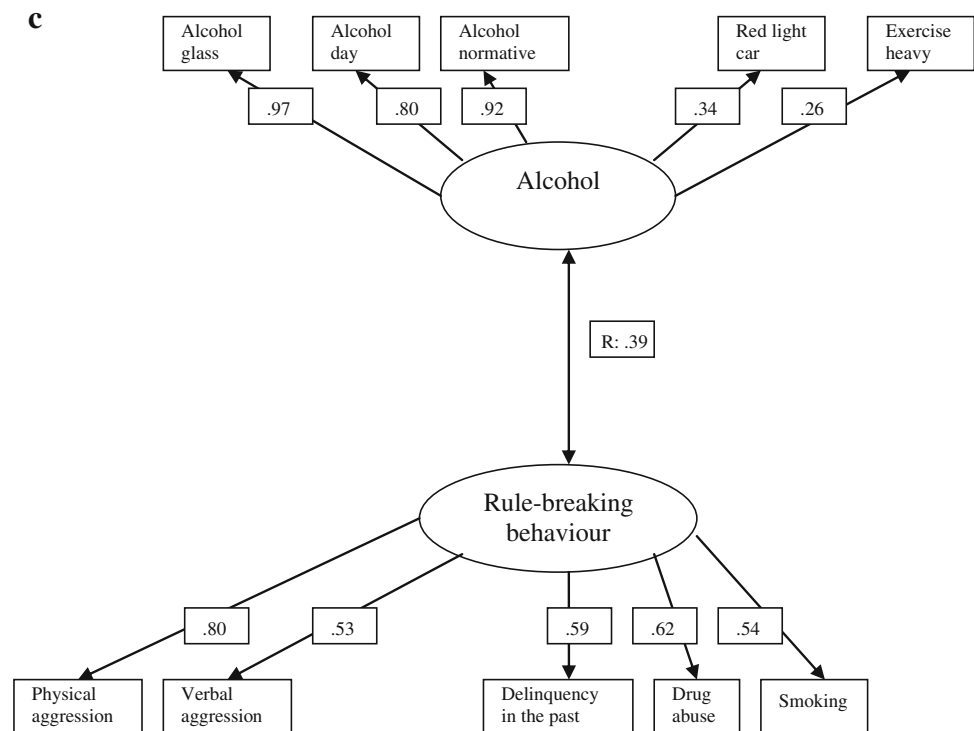 c
Alcohol
glass
Alcohol
day
Alcohol
normative
Red light
car
Exercise
heavy
.97
.80
.92
.34
.26
Alcohol
R: .39
Rule-breaking
behaviour
.80
.53
.59
.62
.54
Physical
aggression
Verbal
aggression
Delinquency
in the past
Drug
abuse
Smoking